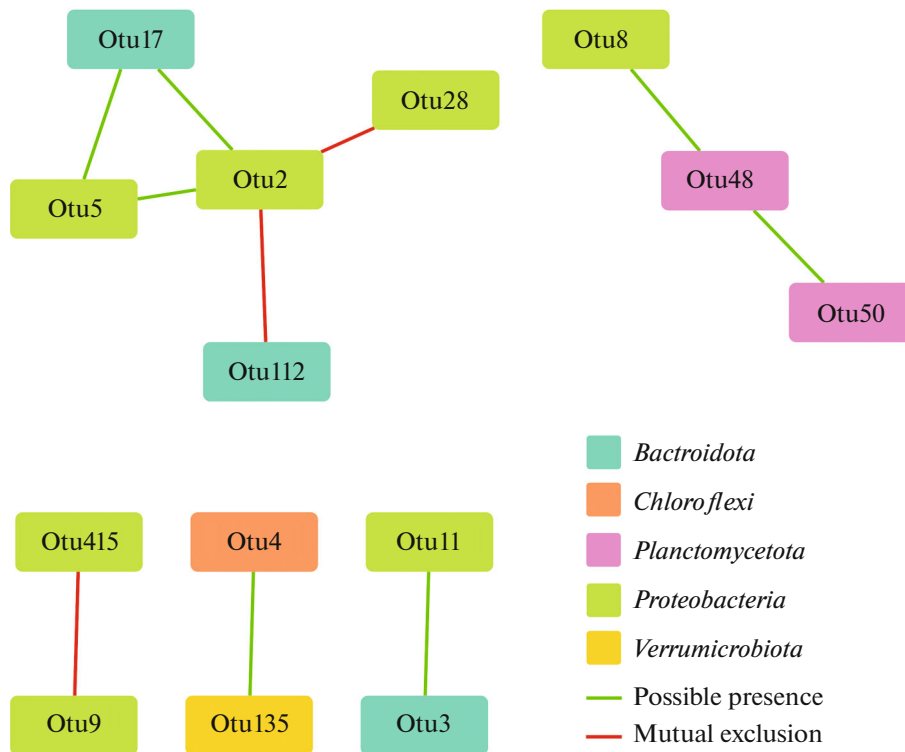 Otu17
Otu8
Otu28
Otu2
Otu48
Otu5
Otu50
Otu112
Bactroidota
Chloroflexi
Otu415
Otu4
Otu11
Planctomycetota
Proteobacteria
Verrumicrobiota
Possible presence
Otu9
Otu135
Otu3
Mutual exclusion